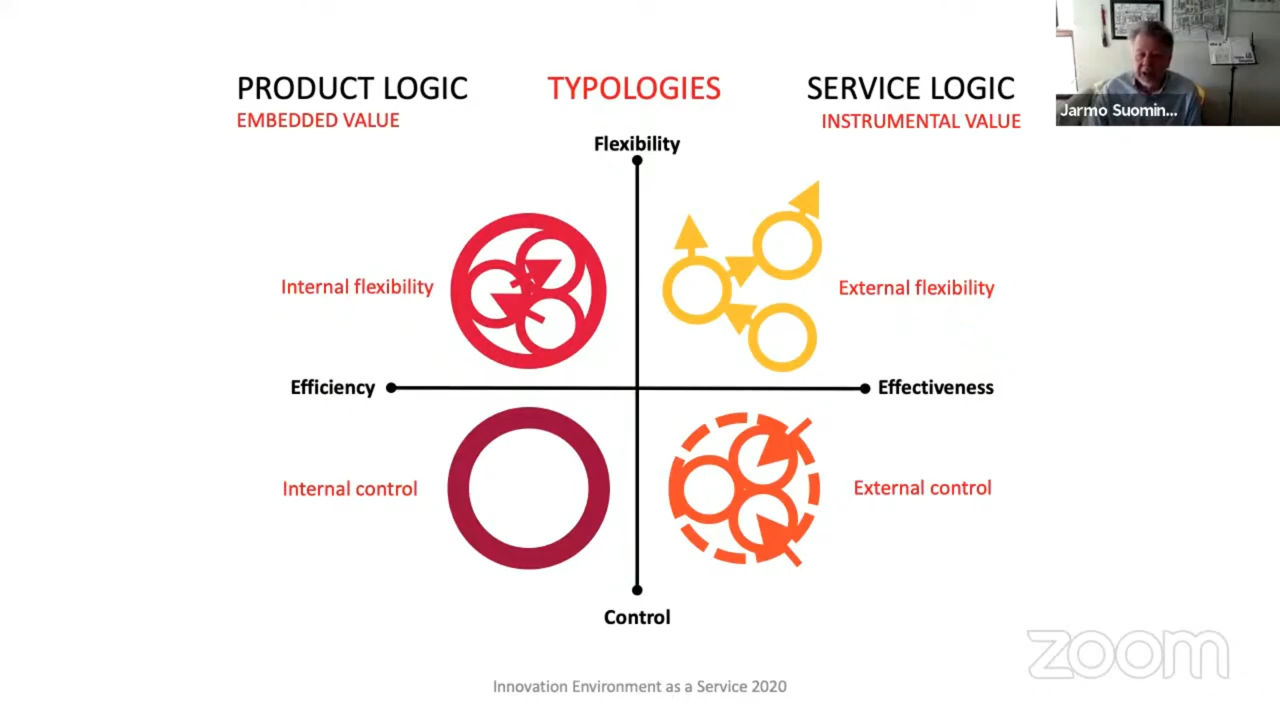 PRODUCT LOGIC
EMBEDDED VALUE
TYPOLOGIES
SERVICE LOGIC
INSTRUMENTAL VALUE
Jarmo Suomin...
Flexibility
Internal flexibility
External flexibility
Efficiency
Effectiveness
Internal control
External control
Control
zoom
Innovation Environment as a Service 2020